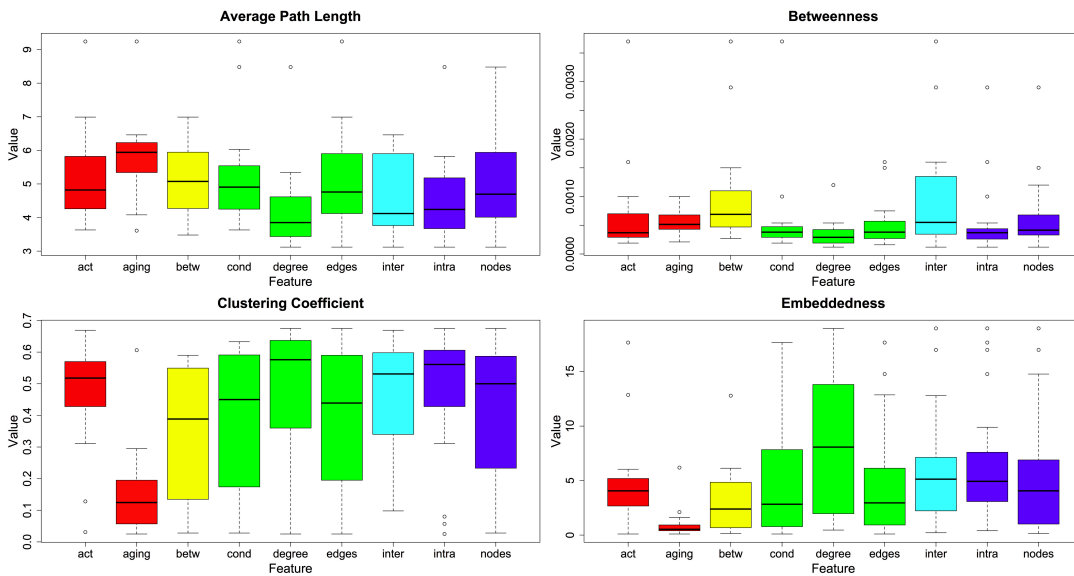 Average Path Length
Value
9
8
7
6
5
4
3
act aging betw cond degree edges inter intra nodes
Feature
Betweenness
Value
0.0030
0.0020
0.0010
0.0000
act aging betw cond degree edges inter intra nodes
Feature
Clustering Coefficient
Value
0.7
0.6
0.5
0.4
0.3
0.2
0.1
0.0
act aging betw cond degree edges inter intra nodes
Feature
Embeddedness
Value
15
10
5
0
act aging betw cond degree edges inter intra nodes
Feature